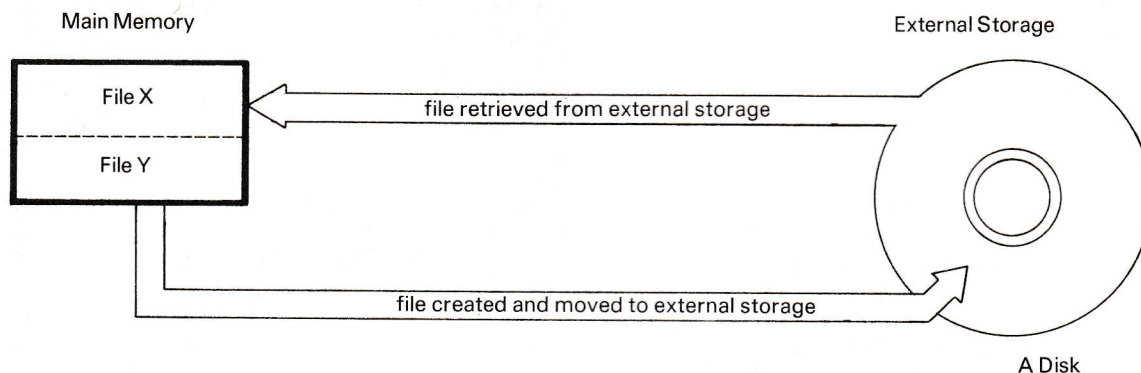 Main Memory
External Storage
File X
file retrieved from external storage
File Y
file created and moved to external storage
A Disk